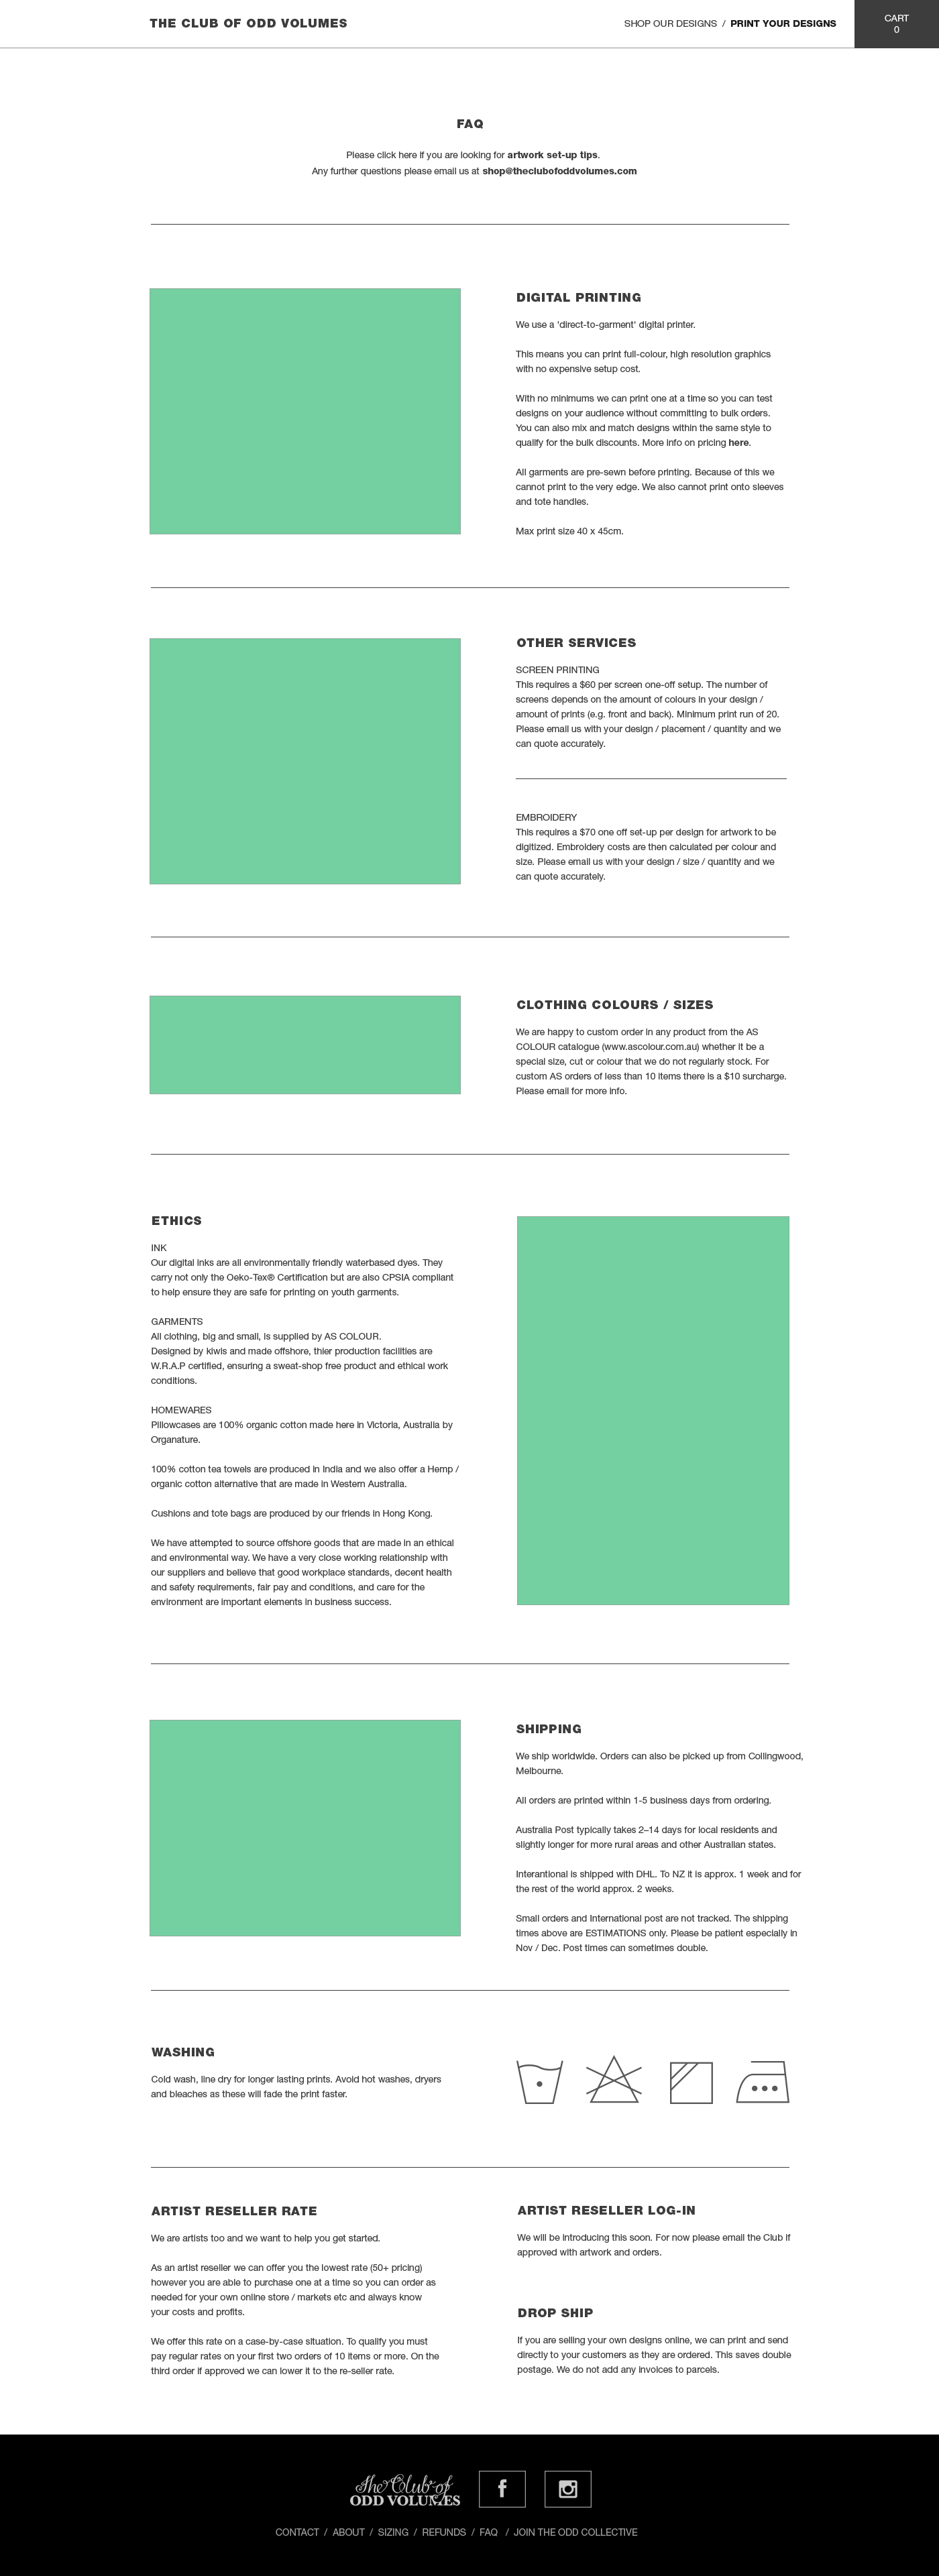 THE CLUB OF ODD VOLUMES
SHOP OUR DESIGNS / PRINT YOUR DESIGNS
CART
0
FAQ
Please click here if you are looking for artwork set-up tips.
Any further questions please email us at shop@theclubofoddvolumes.com
DIGITAL PRINTING
We use a 'direct-to-garment' digital printer.
This means you can print full-colour, high resolution graphics
with no expensive setup cost.
With no minimums we can print one at a time so you can test
designs on your audience without committing to bulk orders.
You can also mix and match designs within the same style to
qualify for the bulk discounts. More info on pricing here.
All garments are pre-sewn before printing. Because of this we
cannot print to the very edge. We also cannot print onto sleeves
and tote handles.
Max print size 40 x 45cm.
OTHER SERVICES
SCREEN PRINTING
This requires a $60 per screen one-off setup. The number of
screens depends on the amount of colours in your design /
amount of prints (e.g. front and back). Minimum print run of 20.
Please email us with your design / placement / quantity and we
can quote accurately.
EMBROIDERY
This requires a $70 one off set-up per design for artwork to be
digitized. Embroidery costs are then calculated per colour and
size. Please email us with your design / size / quantity and we
can quote accurately.
CLOTHING COLOURS / SIZES
We are happy to custom order in any product from the AS
COLOUR catalogue (www.ascolour.com.au) whether it be a
special size, cut or colour that we do not regularly stock. For
custom AS orders of less than 10 items there is a $10 surcharge.
Please email for more info.
ETHICS
INK
Our digital inks are all environmentally friendly waterbased dyes. They
carry not only the Oeko-Tex® Certification but are also CPSIA compliant
to help ensure they are safe for printing on youth garments.
GARMENTS
All clothing, big and small, is supplied by AS COLOUR.
Designed by kiwis and made offshore, thier production facilities are
W.R.A.P certified, ensuring a sweat-shop free product and ethical work
conditions.
HOMEWARES
Pillowcases are 100% organic cotton made here in Victoria, Australia by
Organature.
100% cotton tea towels are produced in India and we also offer a Hemp /
organic cotton alternative that are made in Western Australia.
Cushions and tote bags are produced by our friends in Hong Kong.
We have attempted to source offshore goods that are made in an ethical
and environmental way. We have a very close working relationship with
our suppliers and believe that good workplace standards, decent health
and safety requirements, fair pay and conditions, and care for the
environment are important elements in business success.
SHIPPING
We ship worldwide. Orders can also be picked up from Collingwood,
Melbourne.
All orders are printed within 1-5 business days from ordering.
Australia Post typically takes 2–14 days for local residents and
slightly longer for more rural areas and other Australian states.
Interantional is shipped with DHL. To NZ it is approx. 1 week and for
the rest of the world approx. 2 weeks.
Small orders and International post are not tracked. The shipping
times above are ESTIMATIONS only. Please be patient especially in
Nov / Dec. Post times can sometimes double.
WASHING
Cold wash, line dry for longer lasting prints. Avoid hot washes, dryers
and bleaches as these will fade the print faster.
ARTIST RESELLER RATE
We are artists too and we want to help you get started.
As an artist reseller we can offer you the lowest rate (50+ pricing)
however you are able to purchase one at a time so you can order as
needed for your own online store / markets etc and always know
your costs and profits.
We offer this rate on a case-by-case situation. To qualify you must
pay regular rates on your first two orders of 10 items or more. On the
third order if approved we can lower it to the re-seller rate.
ARTIST RESELLER LOG-IN
We will be introducing this soon. For now please email the Club if
approved with artwork and orders.
DROP SHIP
If you are selling your own designs online, we can print and send
directly to your customers as they are ordered. This saves double
postage. We do not add any invoices to parcels.
The Club of
ODD VOLUMES
f
CONTACT / ABOUT / SIZING / REFUNDS / FAQ / JOIN THE ODD COLLECTIVE